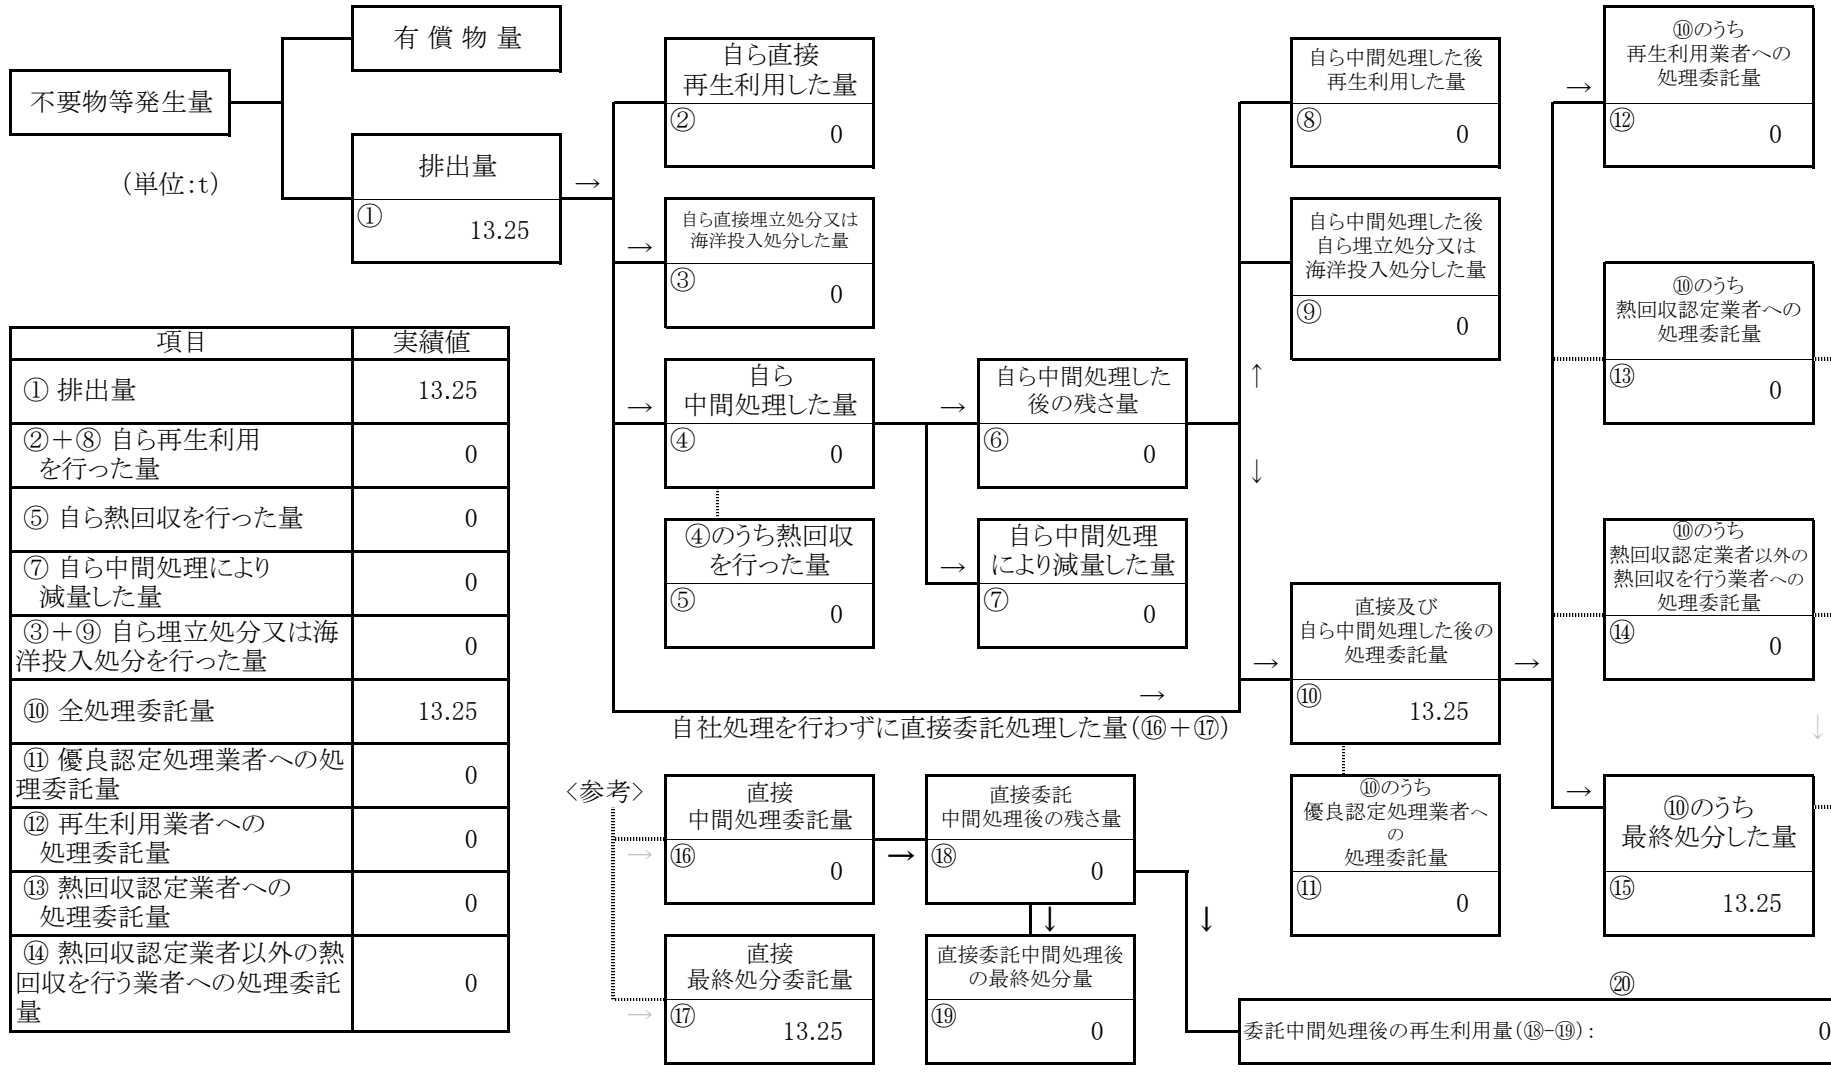 有 償 物 量
不要物等発生量
(単位:t)
排出量
①
13.25
→
自ら直接
再生利用した量
②
0
→
自ら直接埋立処分又は
海洋投入処分した量
③
0
→
自ら
中間処理した量
④
0
④のうち熱回収
を行った量
⑤
0
→
自ら中間処理した
後の残さ量
⑥
0
→
自ら中間処理
により減量した量
⑦
0
自ら中間処理した後
再生利用した量
⑧
0
自ら中間処理した後
自ら埋立処分又は
海洋投入処分した量
⑨
0
↑
↓
→
自社処理を行わずに直接委託処理した量(⑯+⑰)
→
直接及び
自ら中間処理した後の
処理委託量
⑩
13.25
→
⑩のうち
優良認定処理業者へ
の
処理委託量
⑪
0
→
⑩のうち
再生利用業者への
処理委託量
⑫
0
⑩のうち
熱回収認定業者への
処理委託量
⑬
0
⑩のうち
熱回収認定業者以外の
熱回収を行う業者への
処理委託量
⑭
0
↓
→
⑩のうち
最終処分した量
⑮
13.25
項目 実績値
① 排出量 13.25
②+⑧ 自ら再生利用
を行った量 0
⑤ 自ら熱回収を行った量 0
⑦ 自ら中間処理により
減量した量 0
③+⑨ 自ら埋立処分又は海
洋投入処分を行った量 0
⑩ 全処理委託量 13.25
⑪ 優良認定処理業者への処
理委託量 0
⑫ 再生利用業者への
処理委託量 0
⑬ 熱回収認定業者への
処理委託量 0
⑭ 熱回収認定業者以外の熱
回収を行う業者への処理委託
量 0
〈参考〉
→
直接
中間処理委託量
⑯
0
→
直接委託
中間処理後の残さ量
⑱
0
↓
↓
→
直接
最終処分委託量
⑰
13.25
直接委託中間処理後
の最終処分量
⑲
0
⑳
委託中間処理後の再生利用量(⑱-⑲): 0